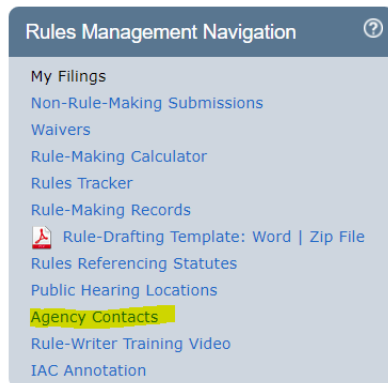 Rules Management Navigation ?
My Filings
Non-Rule-Making Submissions
Waivers
Rule-Making Calculator
Rules Tracker
Rule-Making Records
Rule-Drafting Template: Word | Zip File
Rules Referencing Statutes
Public Hearing Locations
Agency Contacts
Rule-Writer Training Video
IAC Annotation